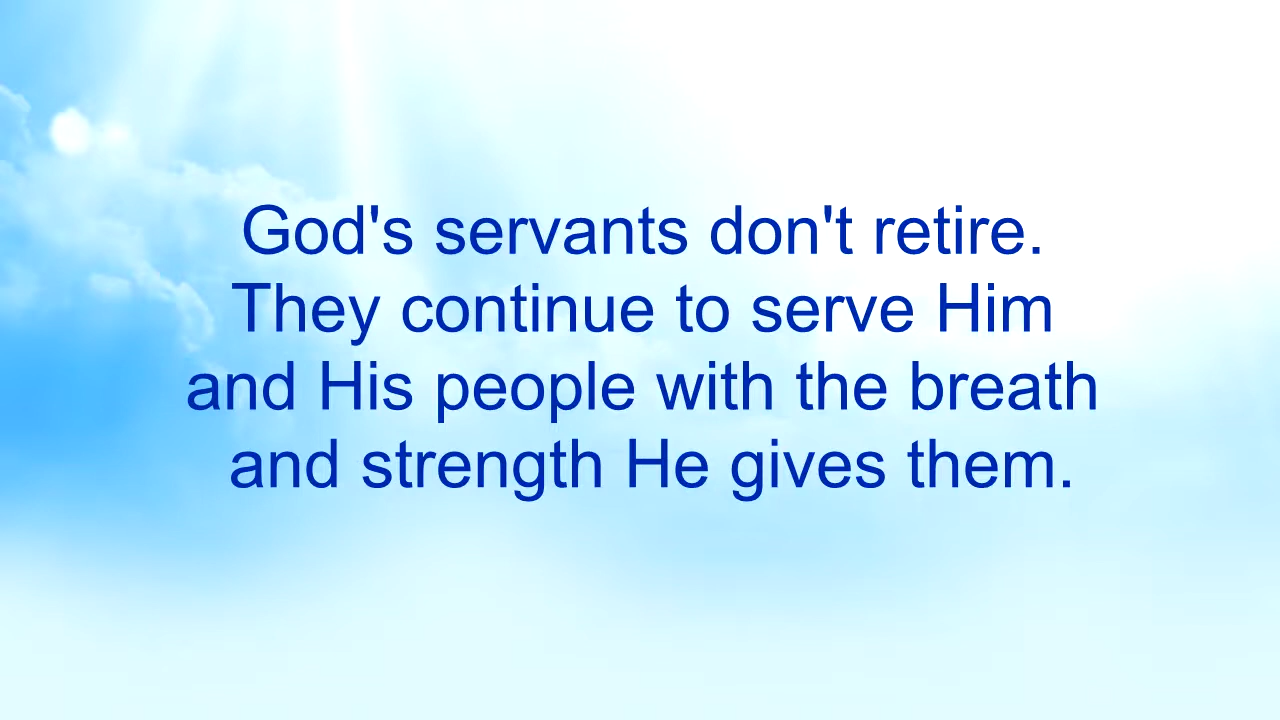 God's servants don't retire.
They continue to serve Him
and His people with the breath
and strength He gives them.